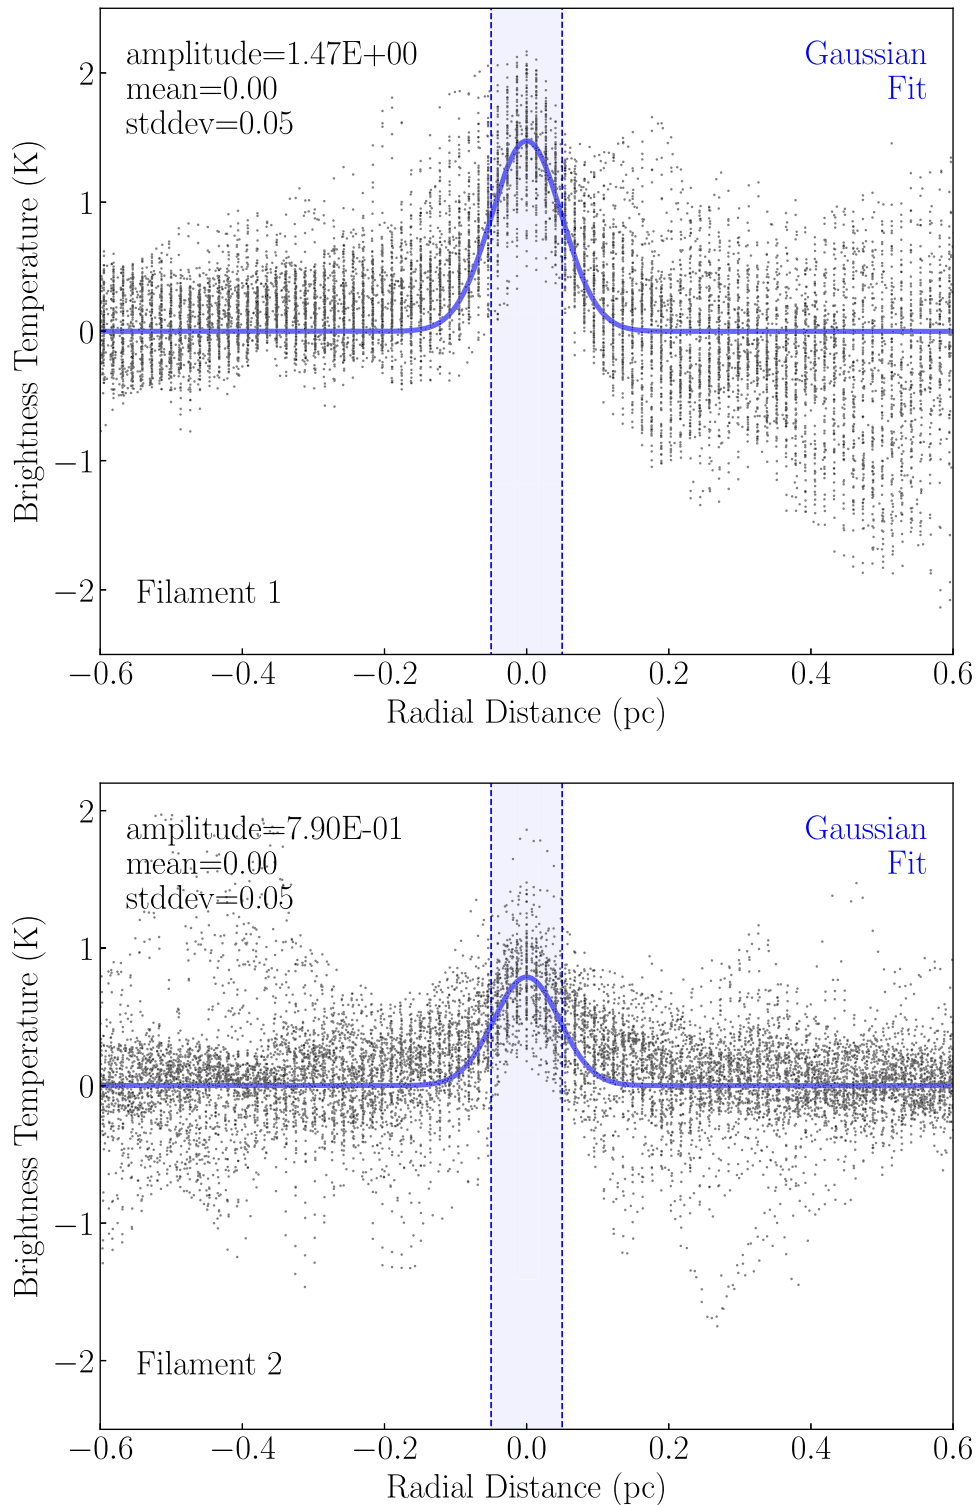 amplitude=1.47E+00
mean=0.00
stddev=0.05
Gaussian
Fit
Brightness Temperature (K)
2
1
0
−1
−2
Filament 1
−0.6 −0.4 −0.2 0.0 0.2 0.4 0.6
Radial Distance (pc)
amplitude=7.90E-01
mean=0.00
stddev=0.05
Gaussian
Fit
Brightness Temperature (K)
2
1
0
−1
−2
Filament 2
−0.6 −0.4 −0.2 0.0 0.2 0.4 0.6
Radial Distance (pc)